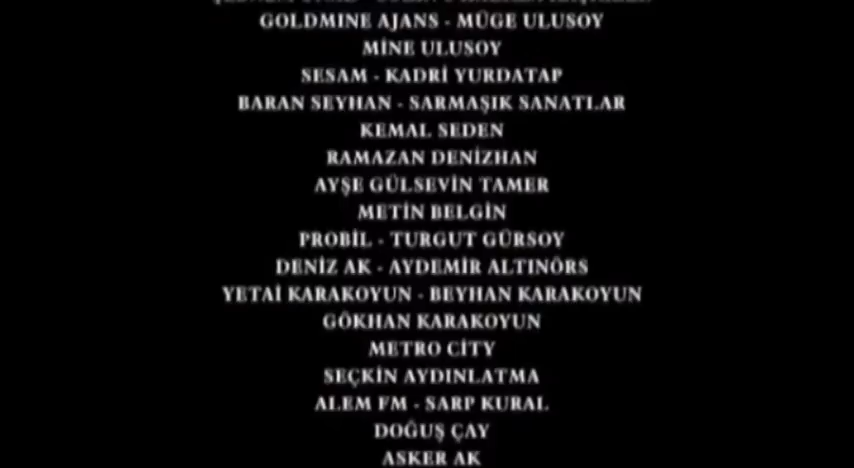 GOLDMINE AJANS - MÜGE ULUSOY
MİNE ULUSOY
SESAM - KADRİ YURDATAP
BARAN SEYHAN - SARMAŞIK SANATLAR
KEMAL SEDEN
RAMAZAN DENİZHAN
AYŞE GÜLSEVİN TAMER
METİN BELGİN
PROBİL - TURGUT GÜRSOY
DENİZ AK - AYDEMİR ALTINÖRS
YETAİ KARAKOYUN - BEYHAN KARAKOYUN
GÖKHAN KARAKOYUN
METRO CİTY
SEÇKİN AYDINLATMA
ALEM FM - SARP KURAL
DOĞUŞ ÇAY
ASKER AK